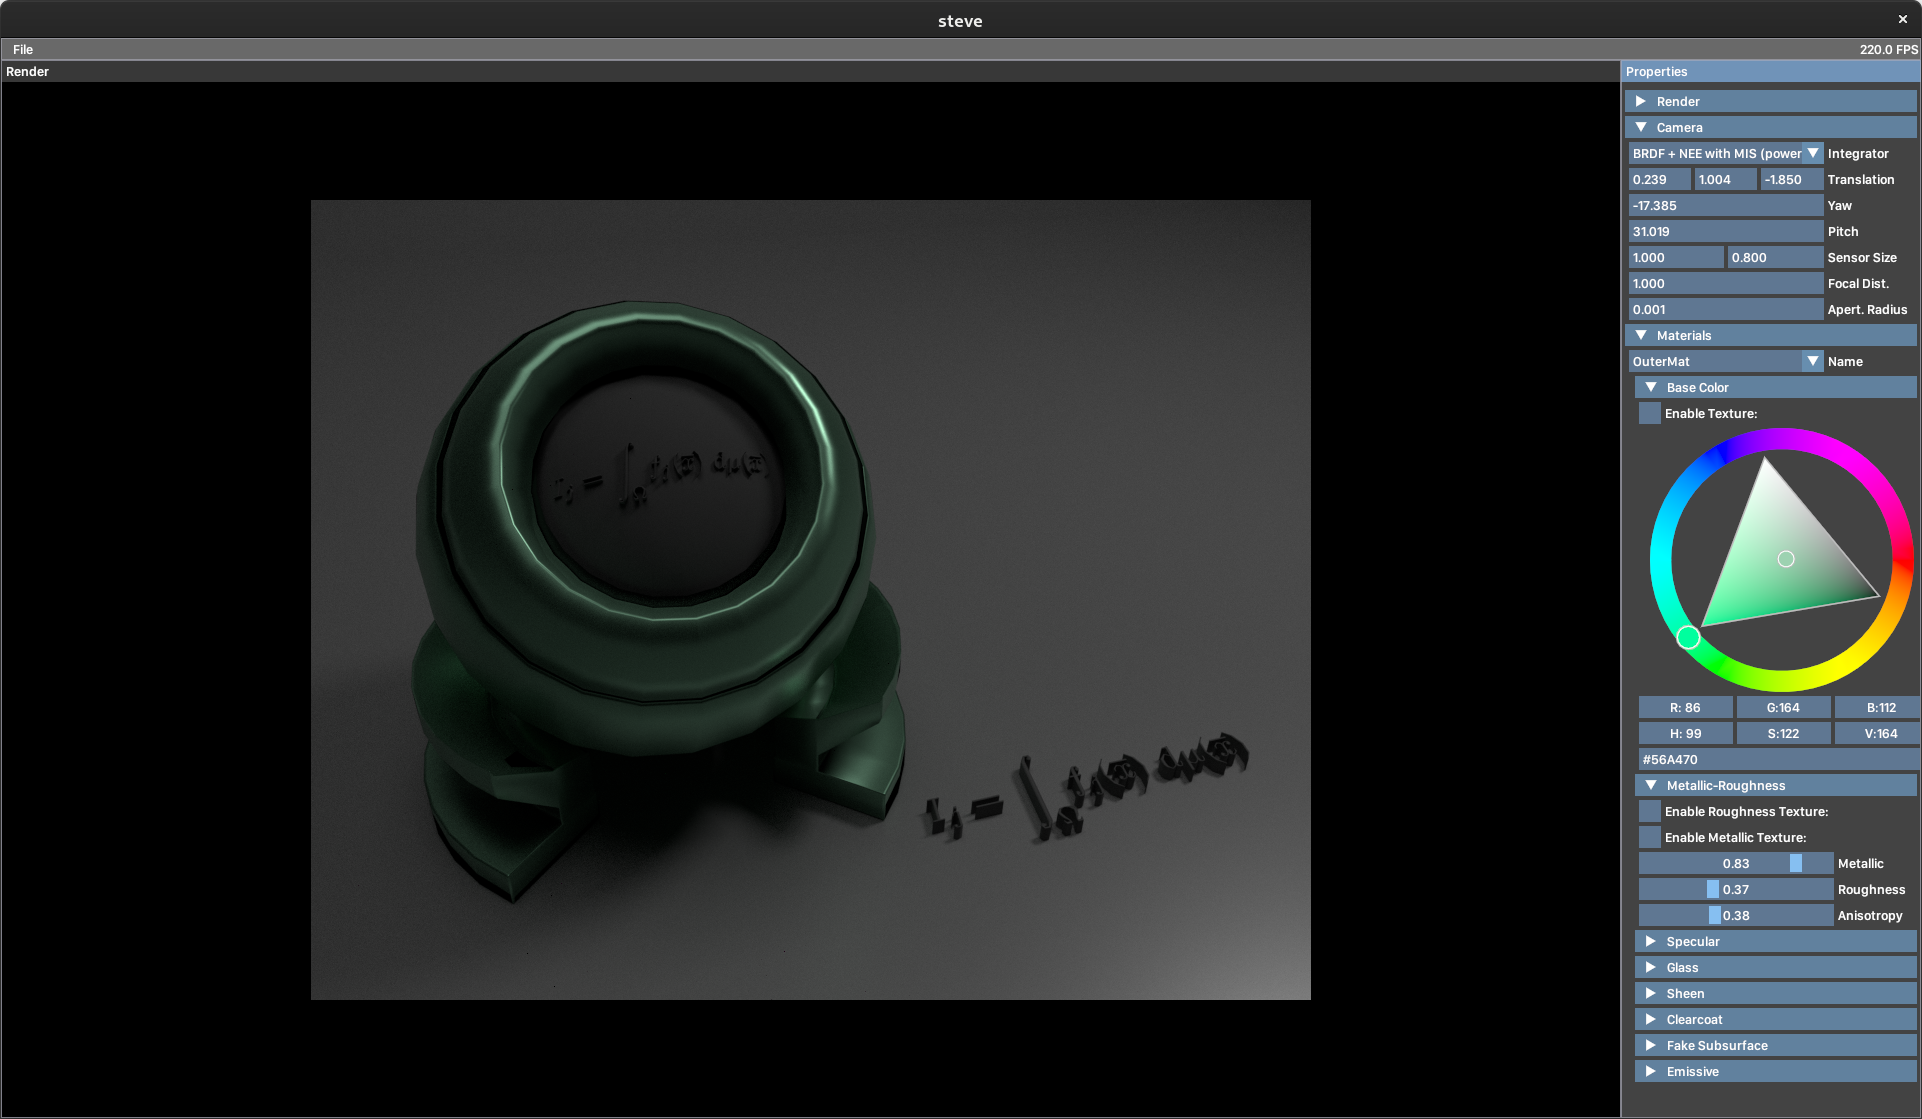 steve
×
File
220.0 FPS
Render
Properties
Render
Camera
BRDF + NEE with MIS (power Integrator
0.239 1.004 -1.850 Translation
-17.385 Yaw
31.019 Pitch
1.000 0.800 Sensor Size
1.000 Focal Dist.
0.001 Apert. Radius
Materials
OuterMat Name
Base Color
Enable Texture:
R: 86 G:164 B:112
H: 99 S:122 V:164
#56A470
Metallic-Roughness
Enable Roughness Texture:
Enable Metallic Texture:
0.83 Metallic
0.37 Roughness
0.38 Anisotropy
Specular
Glass
Sheen
Clearcoat
Fake Subsurface
Emissive